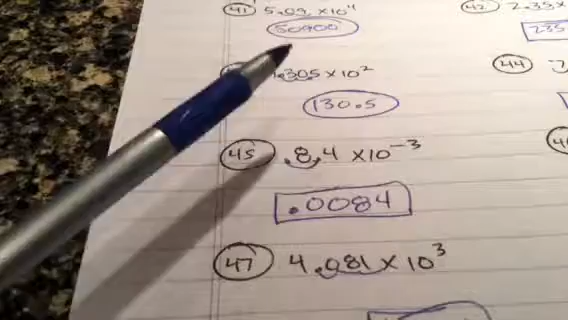 41 5.09 × 10⁴ 42 2.35×
50900 235
.305 × 10² 44
130.5
45 .8.4 × 10⁻³
.0084
47 4.081 × 10³